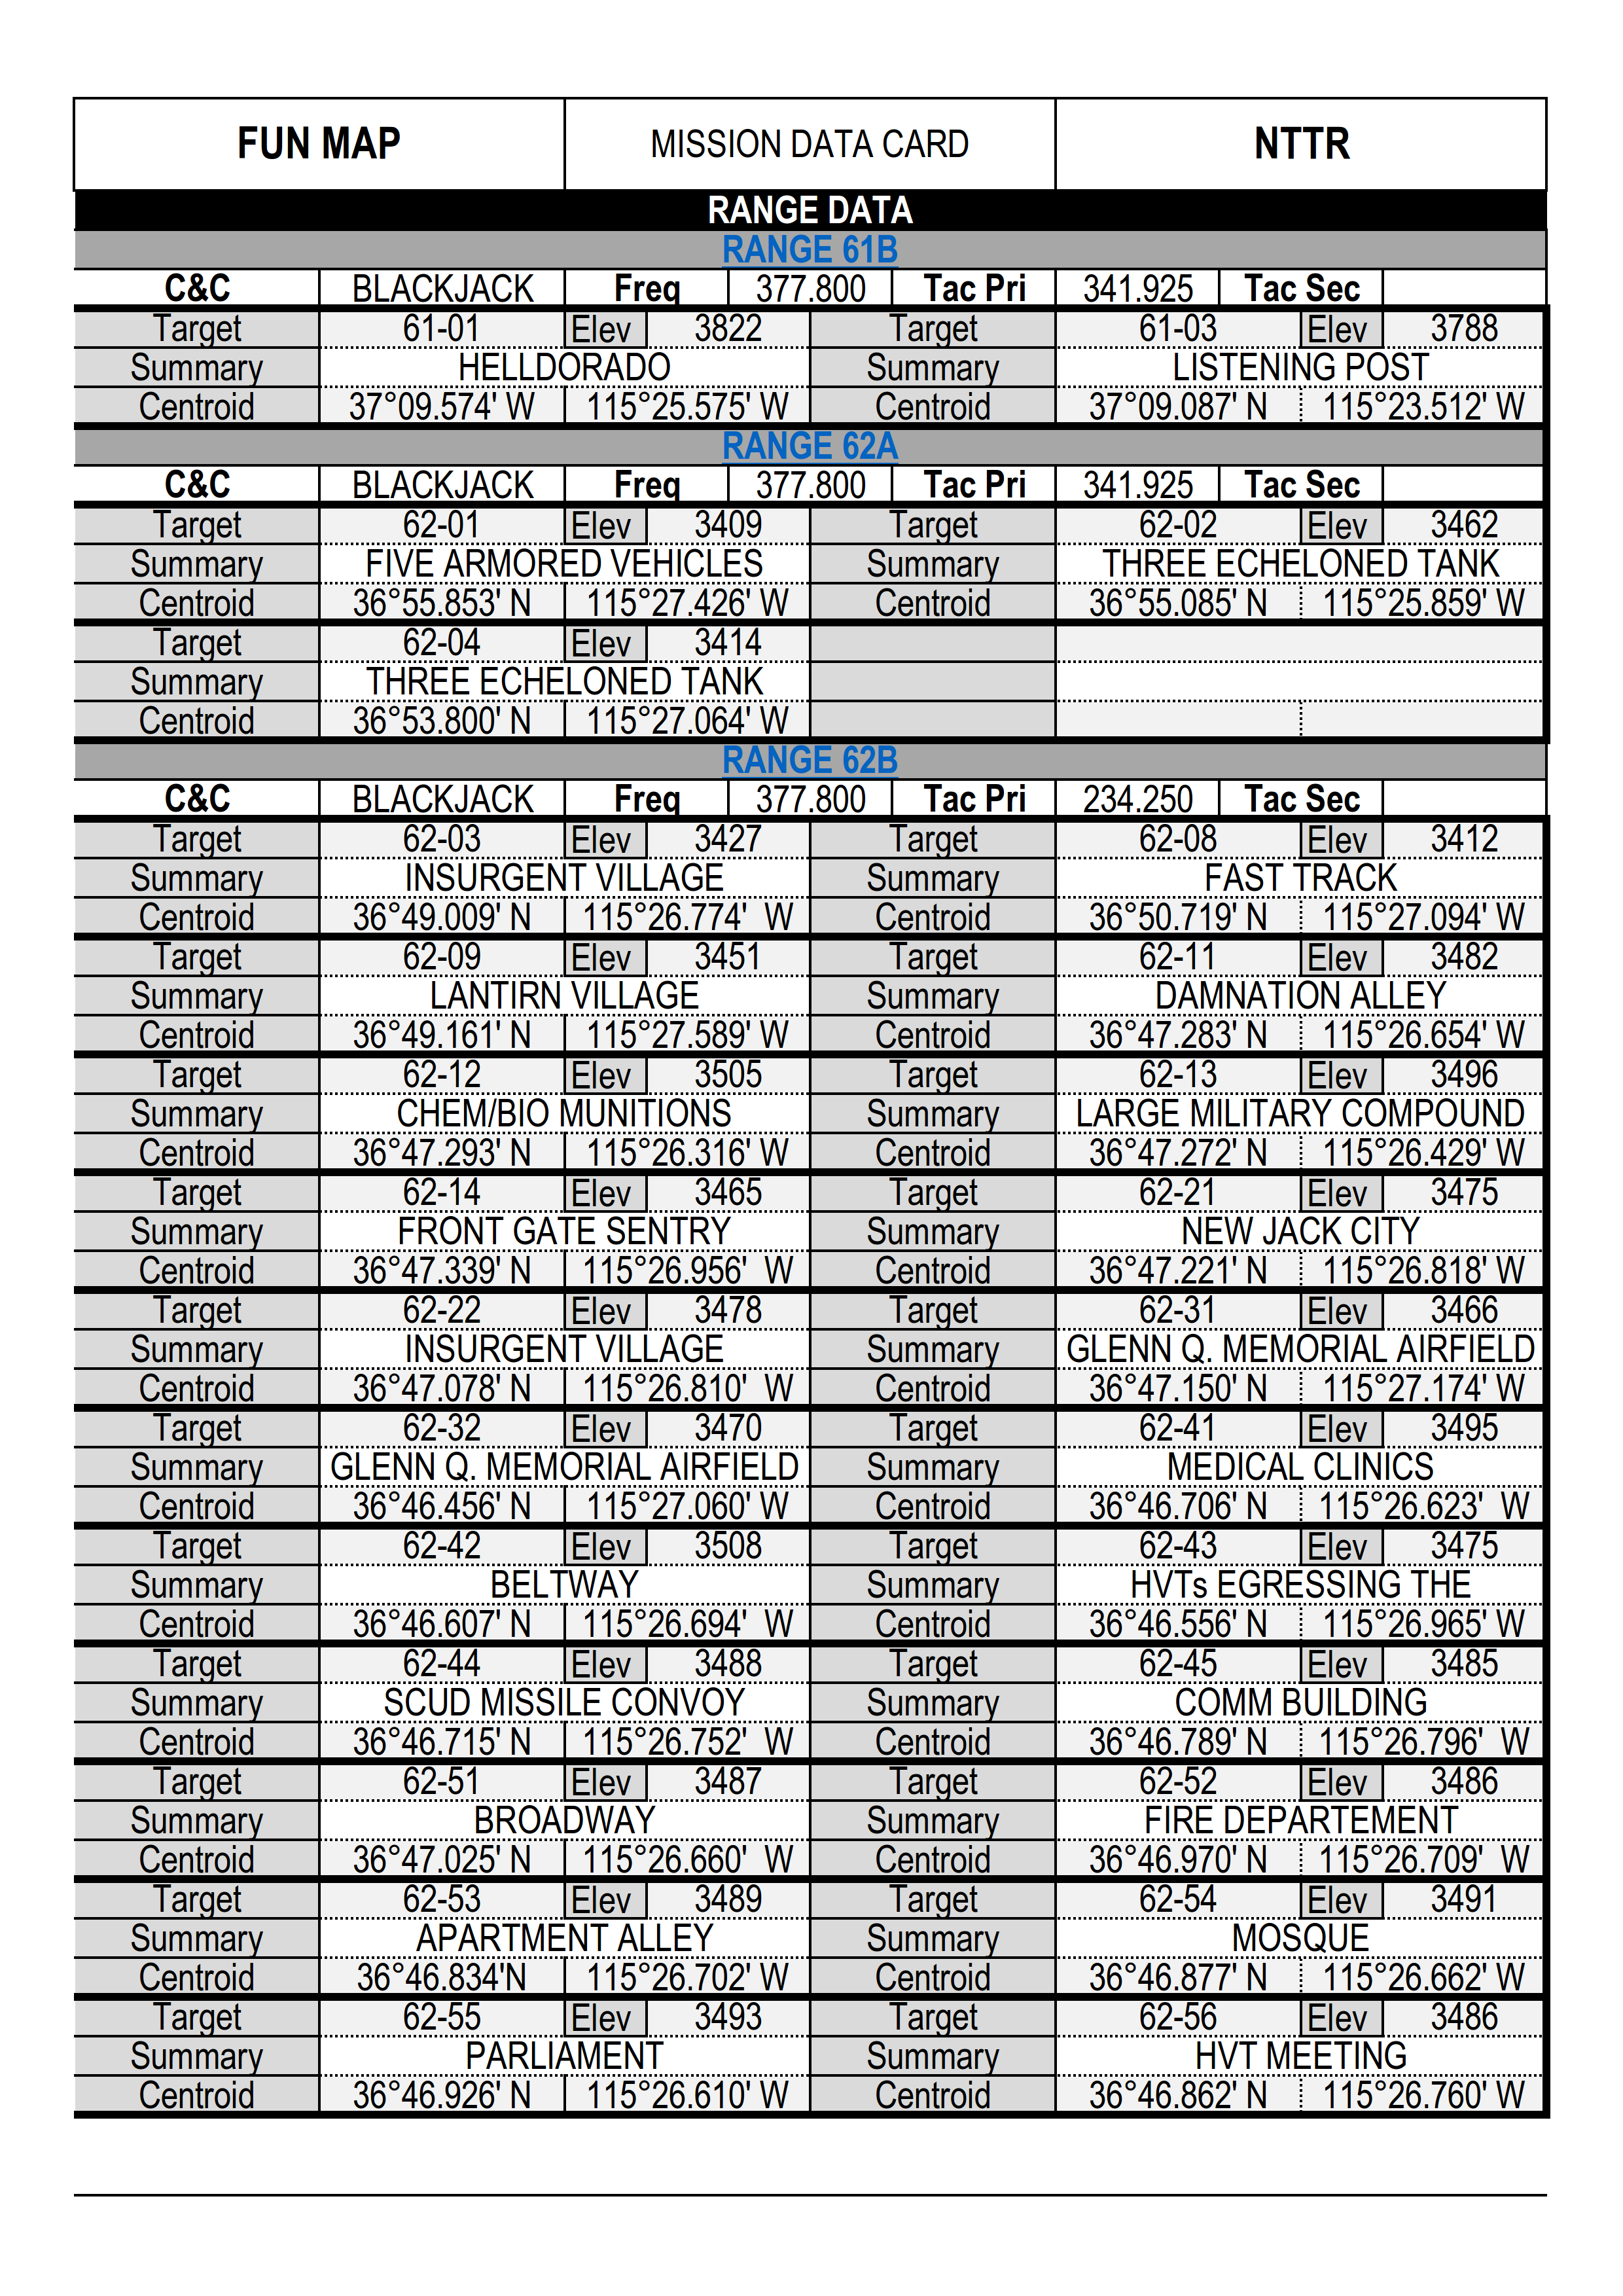 FUN MAP MISSION DATA CARD NTTR
RANGE DATA
RANGE 61B
C&C BLACKJACK Freq 377.800 Tac Pri 341.925 Tac Sec
Target 61-01 Elev 3822 Target 61-03 Elev 3788
Summary HELLDORADO Summary LISTENING POST
Centroid 37°09.574' W 115°25.575' W Centroid 37°09.087' N 115°23.512' W
RANGE 62A
C&C BLACKJACK Freq 377.800 Tac Pri 341.925 Tac Sec
Target 62-01 Elev 3409 Target 62-02 Elev 3462
Summary FIVE ARMORED VEHICLES Summary THREE ECHELONED TANK
Centroid 36°55.853' N 115°27.426' W Centroid 36°55.085' N 115°25.859' W
Target 62-04 Elev 3414
Summary THREE ECHELONED TANK
Centroid 36°53.800' N 115°27.064' W
RANGE 62B
C&C BLACKJACK Freq 377.800 Tac Pri 234.250 Tac Sec
Target 62-03 Elev 3427 Target 62-08 Elev 3412
Summary INSURGENT VILLAGE Summary FAST TRACK
Centroid 36°49.009' N 115°26.774' W Centroid 36°50.719' N 115°27.094' W
Target 62-09 Elev 3451 Target 62-11 Elev 3482
Summary LANTIRN VILLAGE Summary DAMNATION ALLEY
Centroid 36°49.161' N 115°27.589' W Centroid 36°47.283' N 115°26.654' W
Target 62-12 Elev 3505 Target 62-13 Elev 3496
Summary CHEM/BIO MUNITIONS Summary LARGE MILITARY COMPOUND
Centroid 36°47.293' N 115°26.316' W Centroid 36°47.272' N 115°26.429' W
Target 62-14 Elev 3465 Target 62-21 Elev 3475
Summary FRONT GATE SENTRY Summary NEW JACK CITY
Centroid 36°47.339' N 115°26.956' W Centroid 36°47.221' N 115°26.818' W
Target 62-22 Elev 3478 Target 62-31 Elev 3466
Summary INSURGENT VILLAGE Summary GLENN Q. MEMORIAL AIRFIELD
Centroid 36°47.078' N 115°26.810' W Centroid 36°47.150' N 115°27.174' W
Target 62-32 Elev 3470 Target 62-41 Elev 3495
Summary GLENN Q. MEMORIAL AIRFIELD Summary MEDICAL CLINICS
Centroid 36°46.456' N 115°27.060' W Centroid 36°46.706' N 115°26.623' W
Target 62-42 Elev 3508 Target 62-43 Elev 3475
Summary BELTWAY Summary HVTs EGRESSING THE
Centroid 36°46.607' N 115°26.694' W Centroid 36°46.556' N 115°26.965' W
Target 62-44 Elev 3488 Target 62-45 Elev 3485
Summary SCUD MISSILE CONVOY Summary COMM BUILDING
Centroid 36°46.715' N 115°26.752' W Centroid 36°46.789' N 115°26.796' W
Target 62-51 Elev 3487 Target 62-52 Elev 3486
Summary BROADWAY Summary FIRE DEPARTEMENT
Centroid 36°47.025' N 115°26.660' W Centroid 36°46.970' N 115°26.709' W
Target 62-53 Elev 3489 Target 62-54 Elev 3491
Summary APARTMENT ALLEY Summary MOSQUE
Centroid 36°46.834'N 115°26.702' W Centroid 36°46.877' N 115°26.662' W
Target 62-55 Elev 3493 Target 62-56 Elev 3486
Summary PARLIAMENT Summary HVT MEETING
Centroid 36°46.926' N 115°26.610' W Centroid 36°46.862' N 115°26.760' W